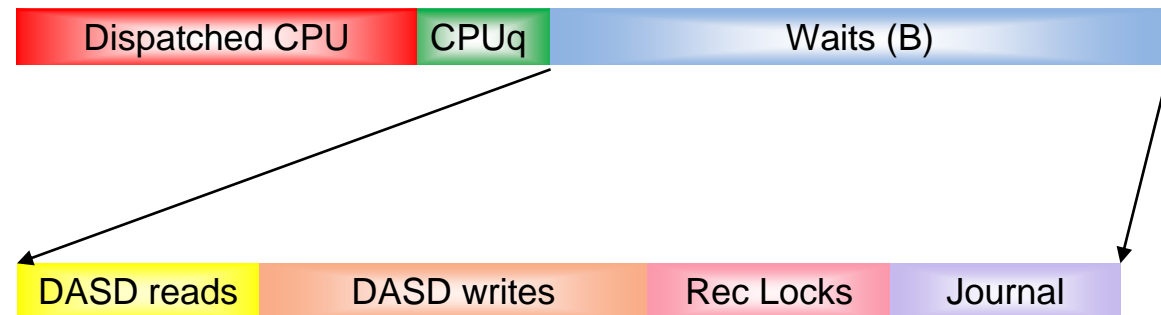 Dispatched CPU CPUq Waits (B)
DASD reads DASD writes Rec Locks Journal